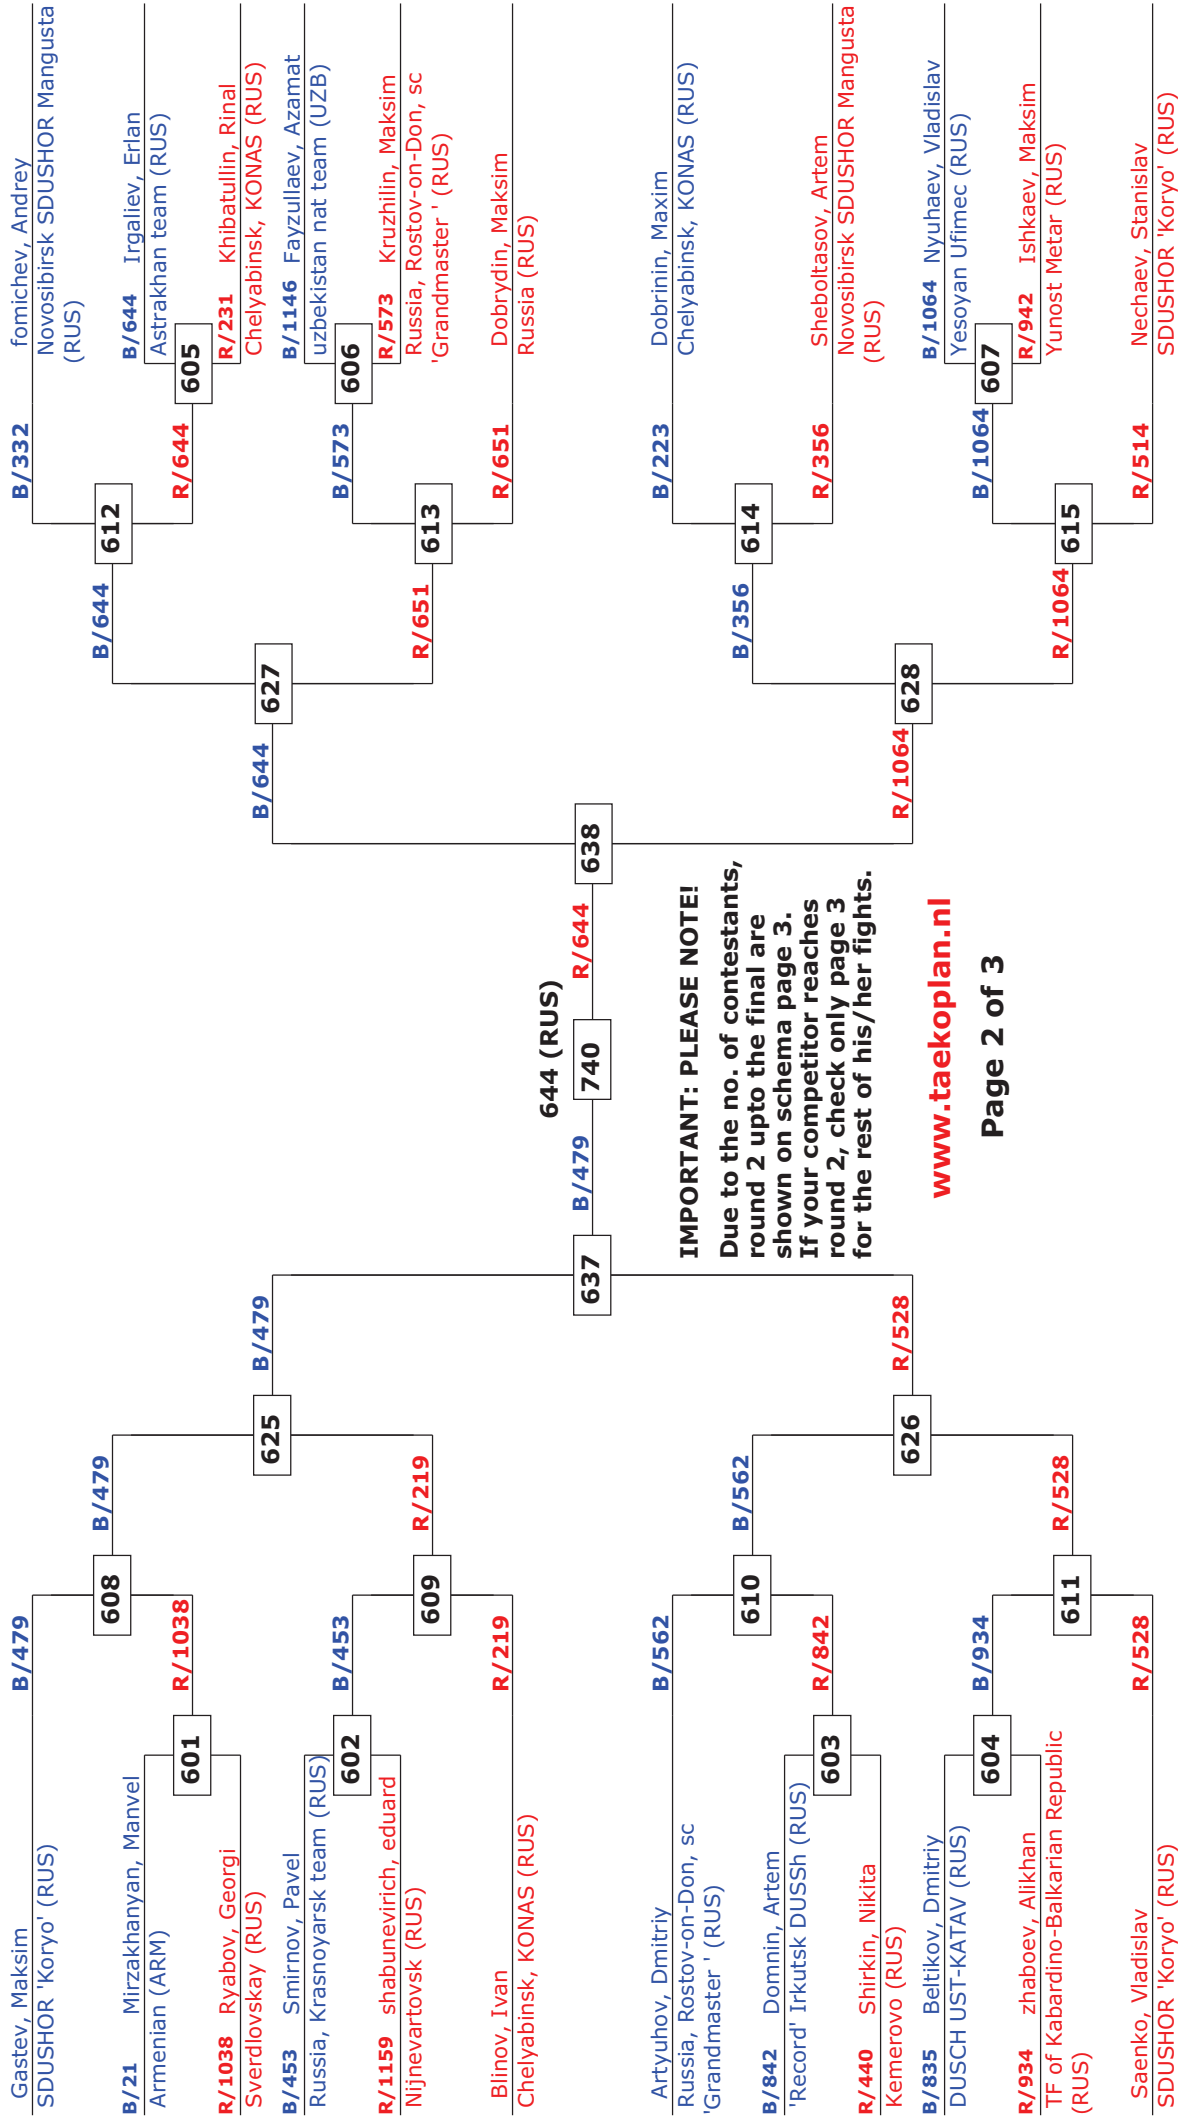 Gastev, Maksim
SDUSHOR 'Koryo' (RUS)
B/479
B/21 Mirzakhanyan, Manvel
Armenian (ARM)
601
R/1038 Ryabov, Georgi
Sverdlovskay (RUS)
R/1038
608
B/479
B/453 Smirnov, Pavel
Russia, Krasnoyarsk team (RUS)
602
R/1159 shabunevirich, eduard
Nijnevartovsk (RUS)
B/453
609
R/219
Blinov, Ivan
Chelyabinsk, KONAS (RUS)
R/219
625
B/479
Artyuhov, Dmitriy
Russia, Rostov-on-Don, sc
'Grandmaster ' (RUS)
B/562
B/842 Domnin, Artem
'Record' Irkutsk DUSSh (RUS)
603
R/440 Shirkin, Nikita
Kemerovo (RUS)
R/842
610
B/562
B/835 Beltikov, Dmitriy
DUSCH UST-KATAV (RUS)
604
R/934 zhaboev, Alikhan
TF of Kabardino-Balkarian Republic
(RUS)
B/934
611
R/528
Saenko, Vladislav
SDUSHOR 'Koryo' (RUS)
R/528
626
R/528
637
B/479
644 (RUS)
740
R/644
638
IMPORTANT: PLEASE NOTE!
Due to the no. of contestants,
round 2 upto the final are
shown on schema page 3.
If your competitor reaches
round 2, check only page 3
for the rest of his/her fights.
www.taekoplan.nl
Page 2 of 3
B/332
fomichev, Andrey
Novosibirsk SDUSHOR Mangusta
(RUS)
B/644
612
R/644
605
B/644 Irgaliev, Erlan
Astrakhan team (RUS)
R/231 Khibatullin, Rinal
Chelyabinsk, KONAS (RUS)
B/644
627
B/573
606
B/1146 Fayzullaev, Azamat
uzbekistan nat team (UZB)
R/573 Kruzhilin, Maksim
Russia, Rostov-on-Don, sc
'Grandmaster ' (RUS)
R/651
613
R/651
Dobrydin, Maksim
Russia (RUS)
B/223
Dobrinin, Maxim
Chelyabinsk, KONAS (RUS)
B/356
614
R/356
Sheboltasov, Artem
Novosibirsk SDUSHOR Mangusta
(RUS)
R/1064
628
B/1064
607
B/1064 Nyuhaev, Vladislav
Yesoyan Ufimec (RUS)
R/942 Ishkaev, Maksim
Yunost Metar (RUS)
R/1064
615
R/514
Nechaev, Stanislav
SDUSHOR 'Koryo' (RUS)